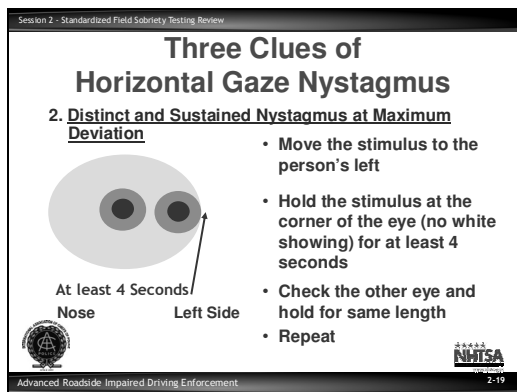 Session 2 - Standardized Field Sobriety Testing Review
Three Clues of
Horizontal Gaze Nystagmus
2. Distinct and Sustained Nystagmus at Maximum
Deviation
• Move the stimulus to the
person's left
• Hold the stimulus at the
corner of the eye (no white
showing) for at least 4
seconds
At least 4 Seconds
• Check the other eye and
hold for same length
Nose
Left Side
• Repeat
POLICE
NHTSA
Advanced Roadside Impaired Driving Enforcement
2-19